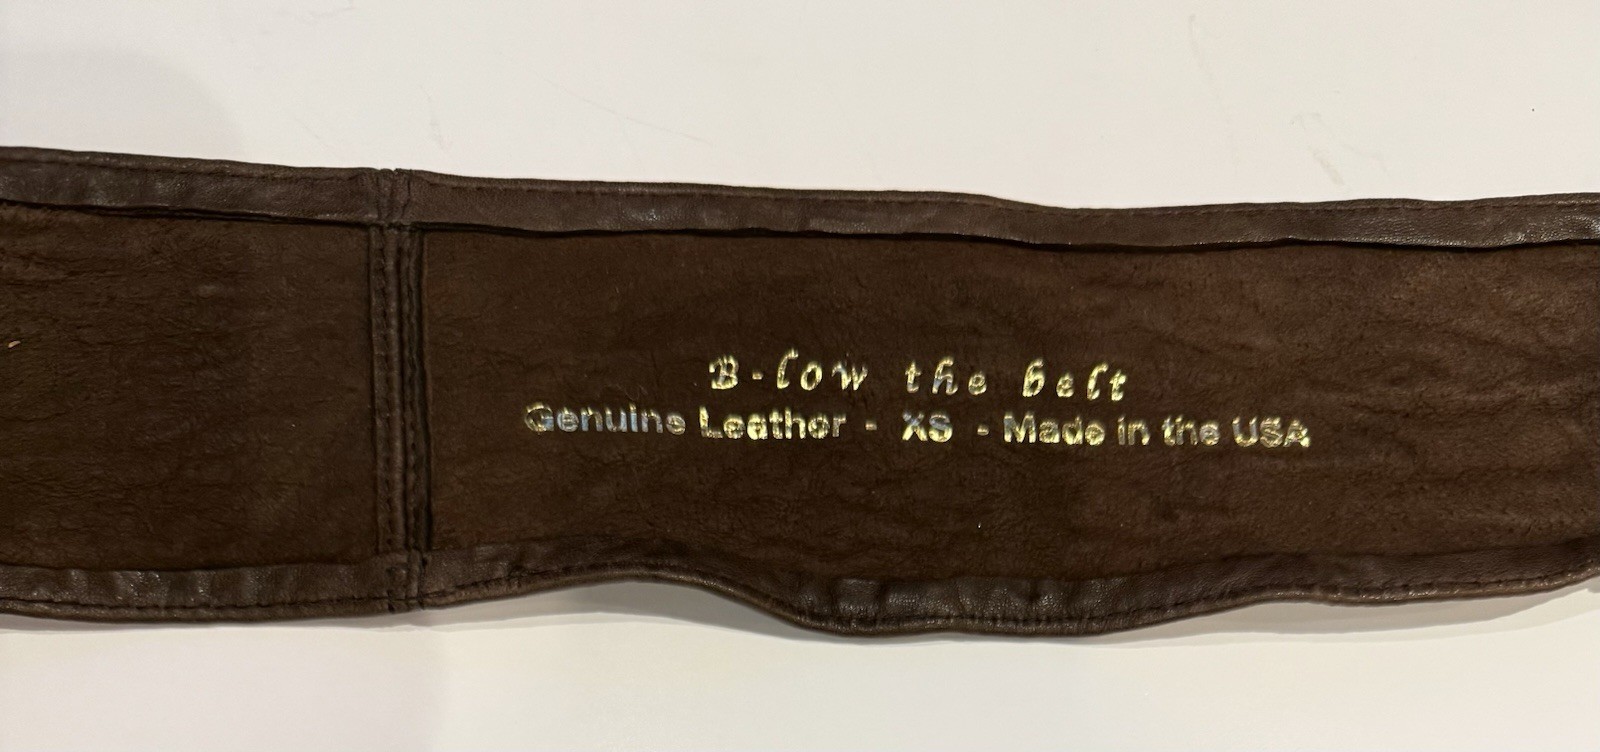 B-low the belt
Genuine Leather - XS - Made in the USA